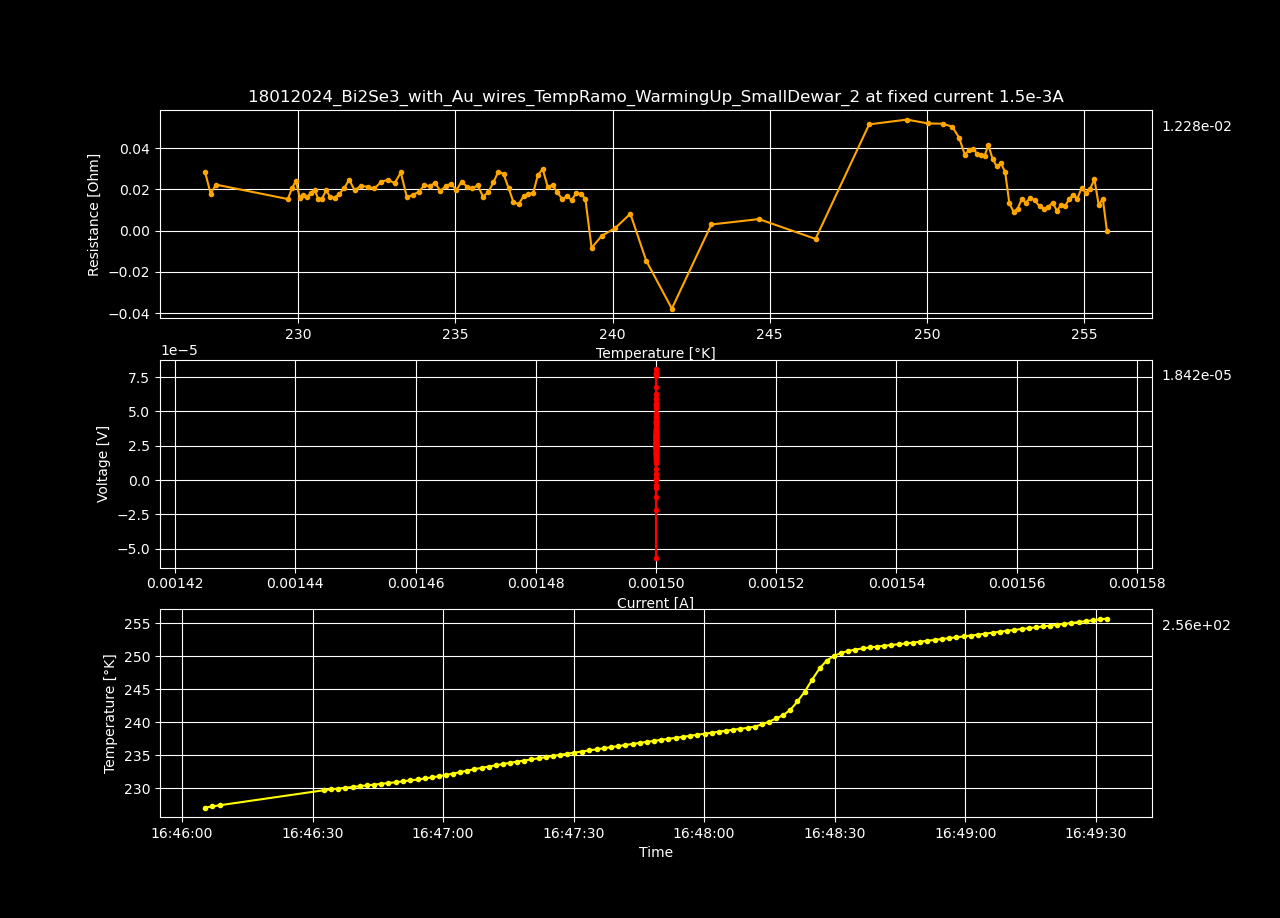 18012024_Bi2Se3_with_Au_wires_TempRamo_WarmingUp_SmallDewar_2 at fixed current 1.5e-3A
1.228e-02
Resistance [Ohm]
0.04
0.02
0.00
−0.02
−0.04
230 235 240 245 250 255
Temperature [°K]
1e−5
1.842e-05
Voltage [V]
7.5
5.0
2.5
0.0
−2.5
−5.0
0.00142 0.00144 0.00146 0.00148 0.00150 0.00152 0.00154 0.00156 0.00158
Current [A]
2.56e+02
Temperature [°K]
255
250
245
240
235
230
16:46:00 16:46:30 16:47:00 16:47:30 16:48:00 16:48:30 16:49:00 16:49:30
Time